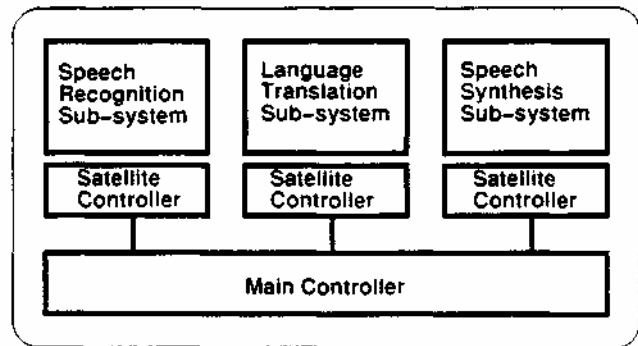 Speech
Recognition
Sub-system
Language
Translation
Sub-system
Speech
Synthesis
Sub-system
Satellite
Controller
Satellite
Controller
Satellite
Controller
Main Controller